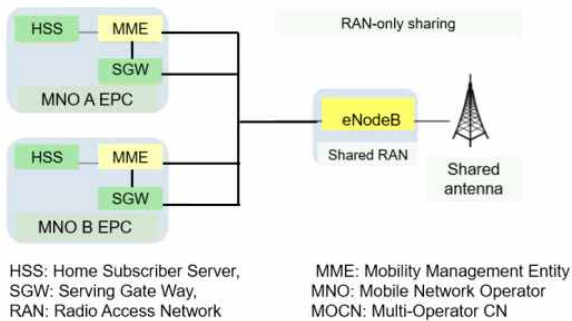 RAN-only sharing
HSS MME
SGW
MNO A EPC
HSS MME
SGW
MNO B EPC
eNodeB
Shared RAN
Shared
antenna
HSS: Home Subscriber Server,
SGW: Serving Gate Way,
RAN: Radio Access Network
MME: Mobility Management Entity
MNO: Mobile Network Operator
MOCN: Multi-Operator CN